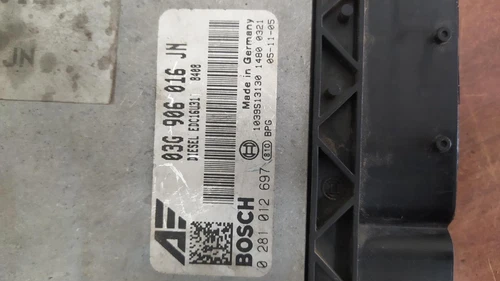 JN
03G 906 016 JN
DIESEL EDC16U31 8400
Made in Germany
1039S13130 1480 0321
BPG 05-11-05
BOSCH
0 281 012 697